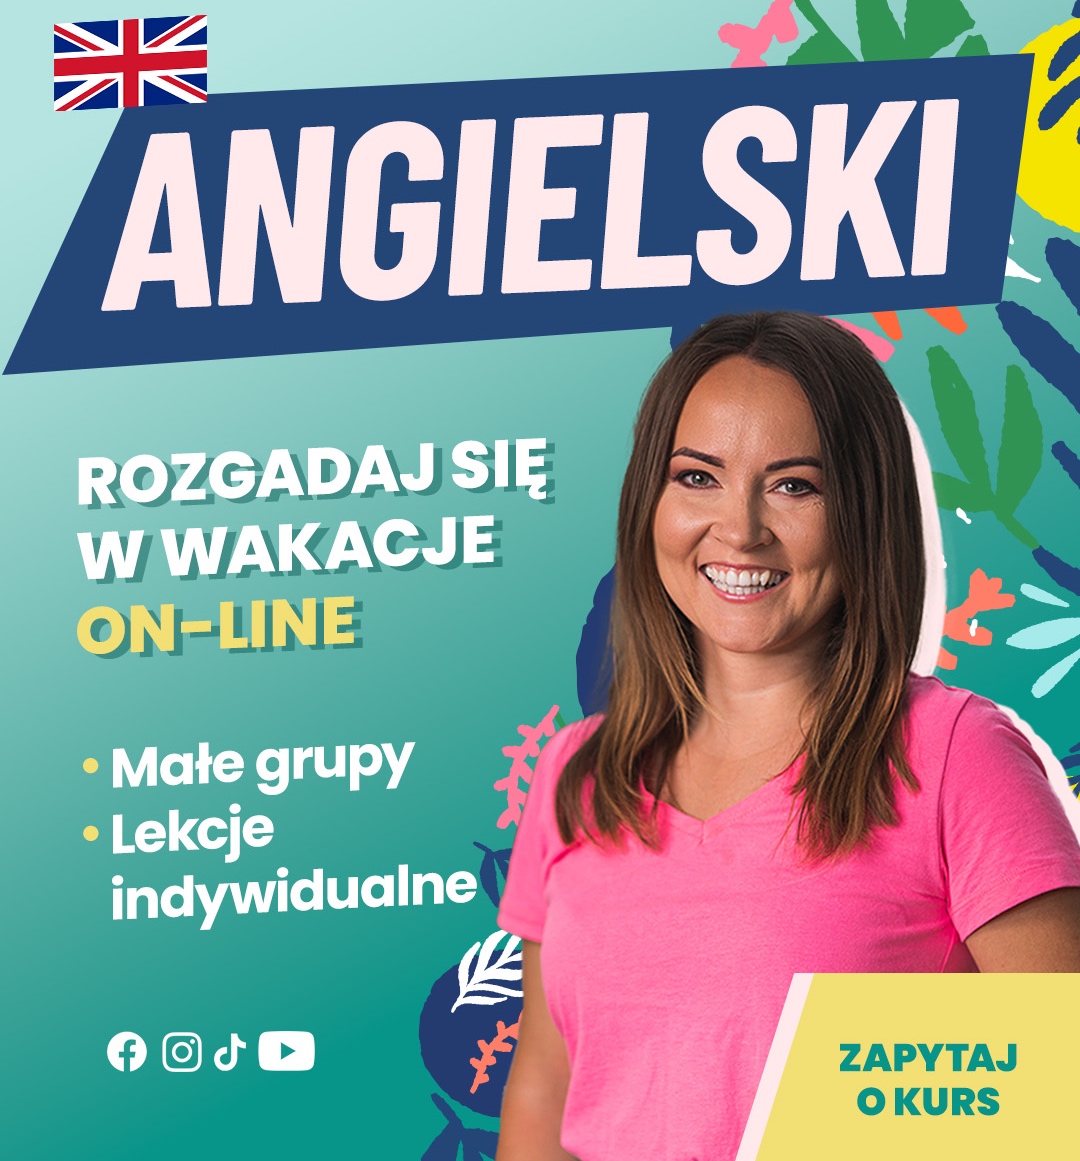 ANGIELSKI
ROZGADAJ SIĘ
W WAKACJE
ON-LINE
• Małe grupy
• Lekcje
indywidualne
ZAPYTAJ
O KURS